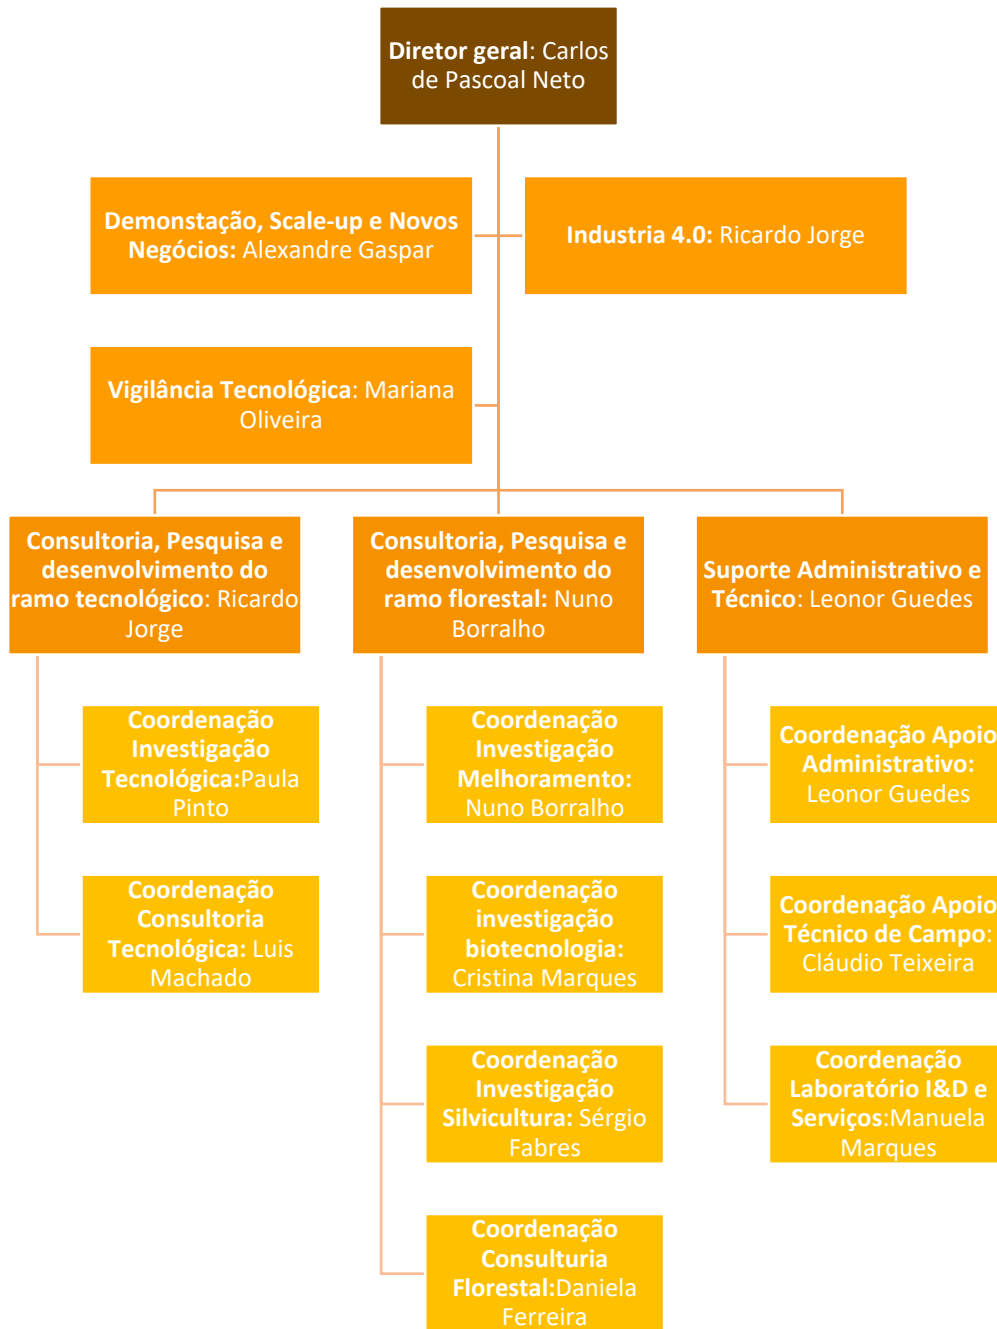 Diretor geral: Carlos
de Pascoal Neto
Demonstação, Scale-up e Novos
Negócios: Alexandre Gaspar
Industria 4.0: Ricardo Jorge
Vigilância Tecnológica: Mariana
Oliveira
Consultoria, Pesquisa e
desenvolvimento do
ramo tecnológico: Ricardo
Jorge
Consultoria, Pesquisa e
desenvolvimento do
ramo florestal: Nuno
Borralho
Suporte Administrativo e
Técnico: Leonor Guedes
Coordenação
Investigação
Tecnológica:Paula
Pinto
Coordenação
Consultoria
Tecnológica: Luis
Machado
Coordenação
Investigação
Melhoramento:
Nuno Borralho
Coordenação
investigação
biotecnologia:
Cristina Marques
Coordenação
Investigação
Silvicultura: Sérgio
Fabres
Coordenação
Consulturia
Florestal:Daniela
Ferreira
Coordenação Apoio
Administrativo:
Leonor Guedes
Coordenação Apoio
Técnico de Campo:
Cláudio Teixeira
Coordenação
Laboratório I&D e
Serviços:Manuela
Marques